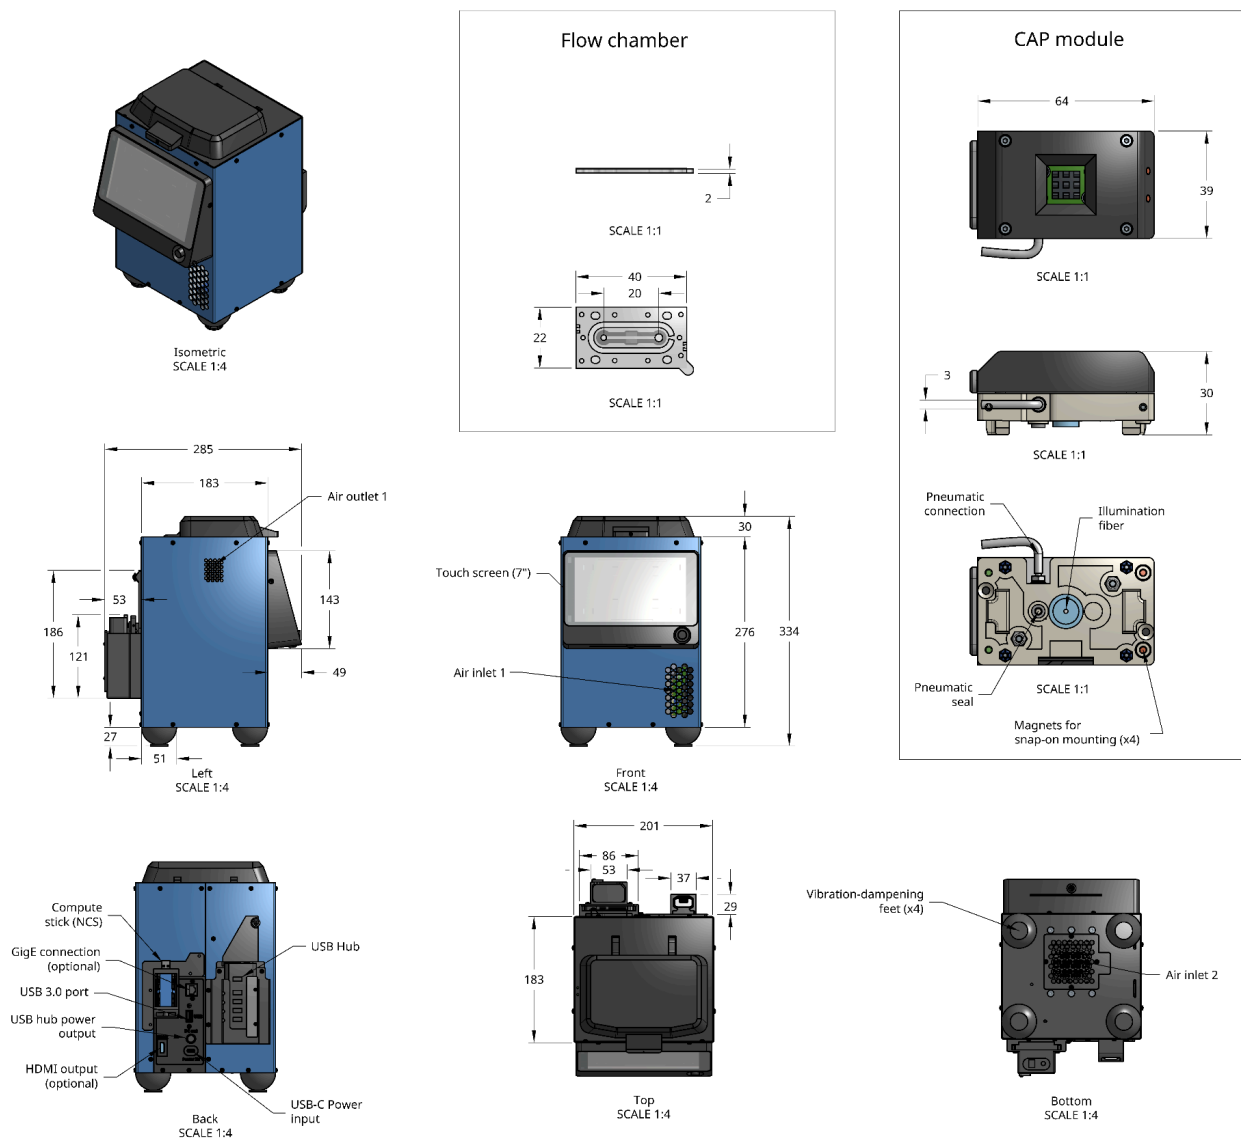 Flow chamber
CAP module
64
39
SCALE 1:1
2
SCALE 1:1
40
20
22
SCALE 1:1
Isometric
SCALE 1:4
3
30
SCALE 1:1
Pneumatic
connection
Illumination
fiber
Pneumatic
seal
SCALE 1:1
Magnets for
snap-on mounting (x4)
285
183
Air outlet 1
53
186
121
143
49
27
51
Left
SCALE 1:4
30
Touch screen (7")
276
334
Air inlet 1
Front
SCALE 1:4
Compute
stick (NCS)
GigE connection
(optional)
USB 3.0 port
USB hub power
output
HDMI output
(optional)
USB Hub
USB-C Power
input
Back
SCALE 1:4
201
86
53
37
29
183
Top
SCALE 1:4
Vibration-dampening
feet (x4)
Air inlet 2
Bottom
SCALE 1:4